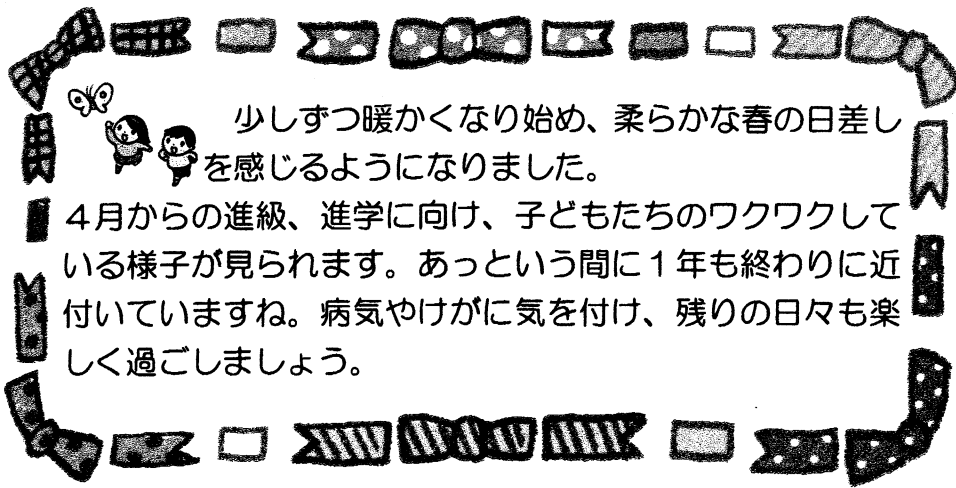 少しずつ暖かくなり始め、柔らかな春の日差し
を感じるようになりました。
４月からの進級、進学に向け、子どもたちのワクワクして
いる様子が見られます。あっという間に１年も終わりに近
付いていますね。病気やけがに気を付け、残りの日々も楽
しく過ごしましょう。